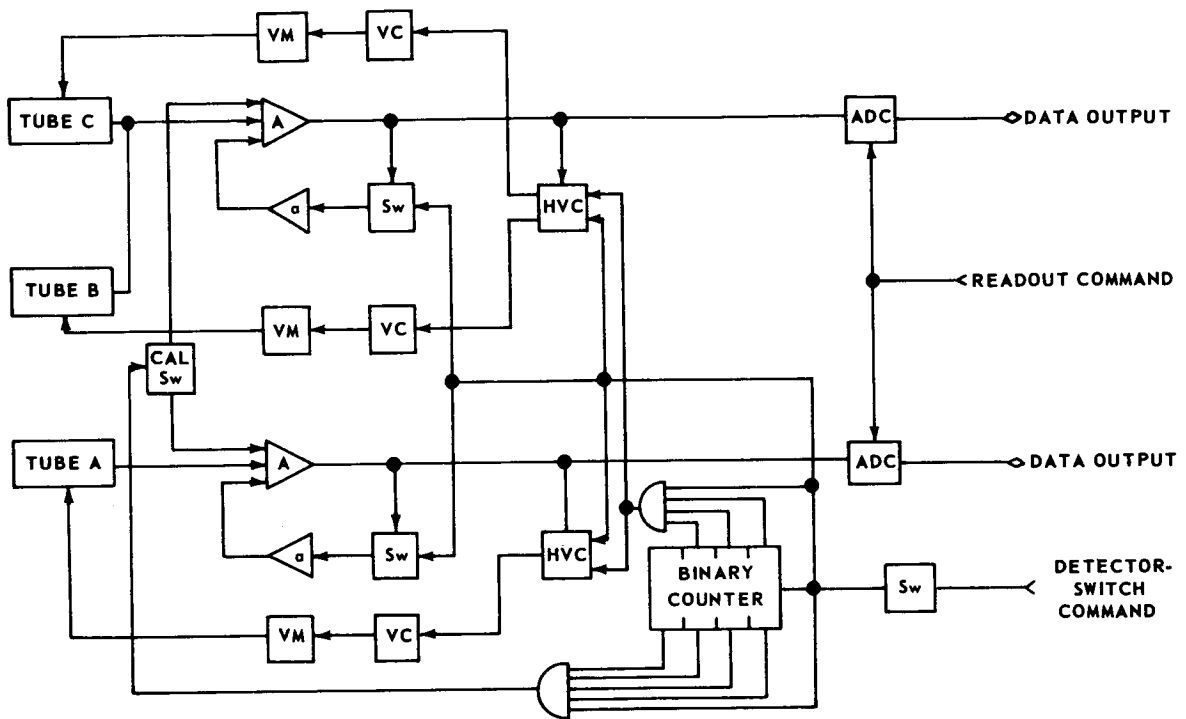 VM
VC
TUBE C
A
ADC
DATA OUTPUT
a
Sw
HVC
TUBE B
READOUT COMMAND
VM
VC
CAL
Sw
TUBE A
A
ADC
DATA OUTPUT
a
Sw
HVC
BINARY
COUNTER
Sw
DETECTOR-
SWITCH
COMMAND
VM
VC